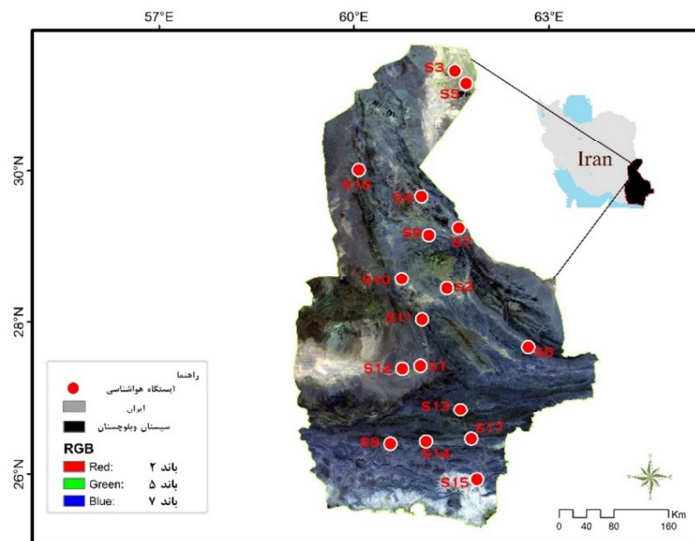 57°E 60°E 63°E
S3
S5
Iran
30°N
S16
S4
S9
S7
S10
s2
28°N
S11
S6
S12
s1
راهنما
ایستگاه هواشناسی
ایران
سیستان وبلوچستان
RGB
Red: باند ۲
Green: باند ۵
Blue: باند ۷
S13
S17
S8
S14
26°N
S15
0 20 40 80 160 Km